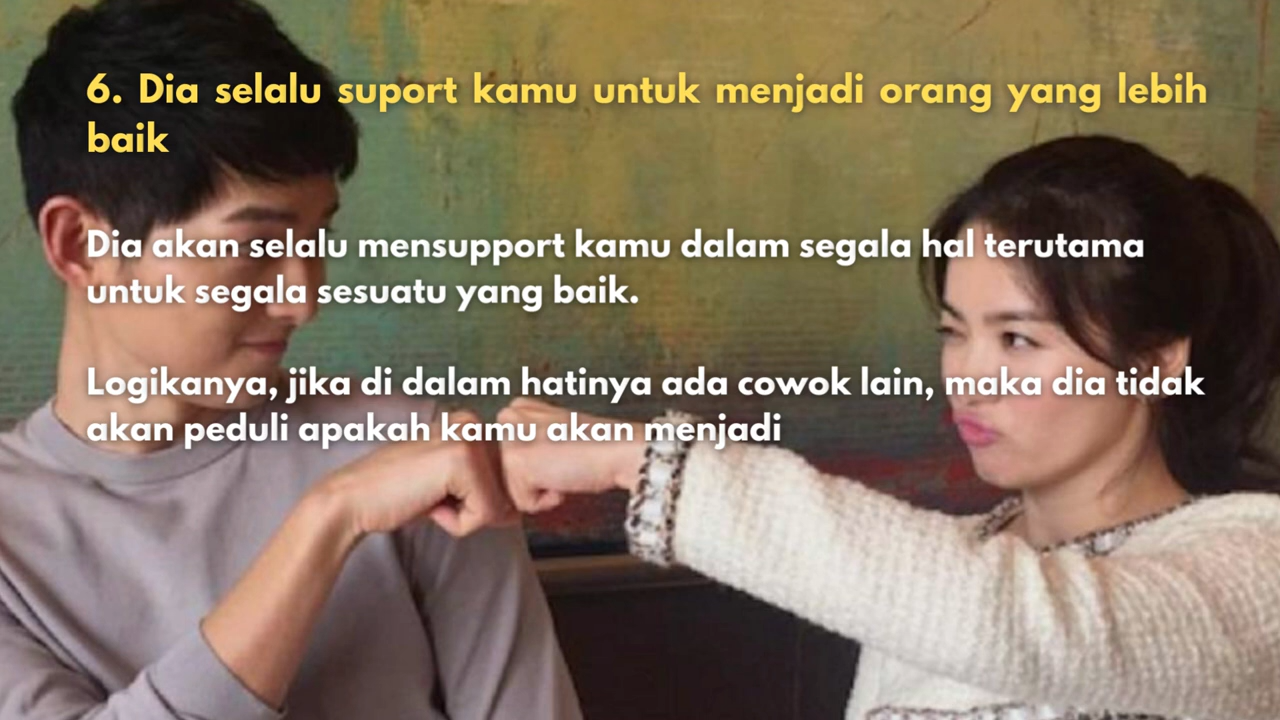 6. Dia selalu suport kamu untuk menjadi orang yang lebih
baik
Dia akan selalu mensupport kamu dalam segala hal terutama
untuk segala sesuatu yang baik.
Logikanya, jika di dalam hatinya ada cowok lain, maka dia tidak
akan peduli apakah kamu akan menjadi